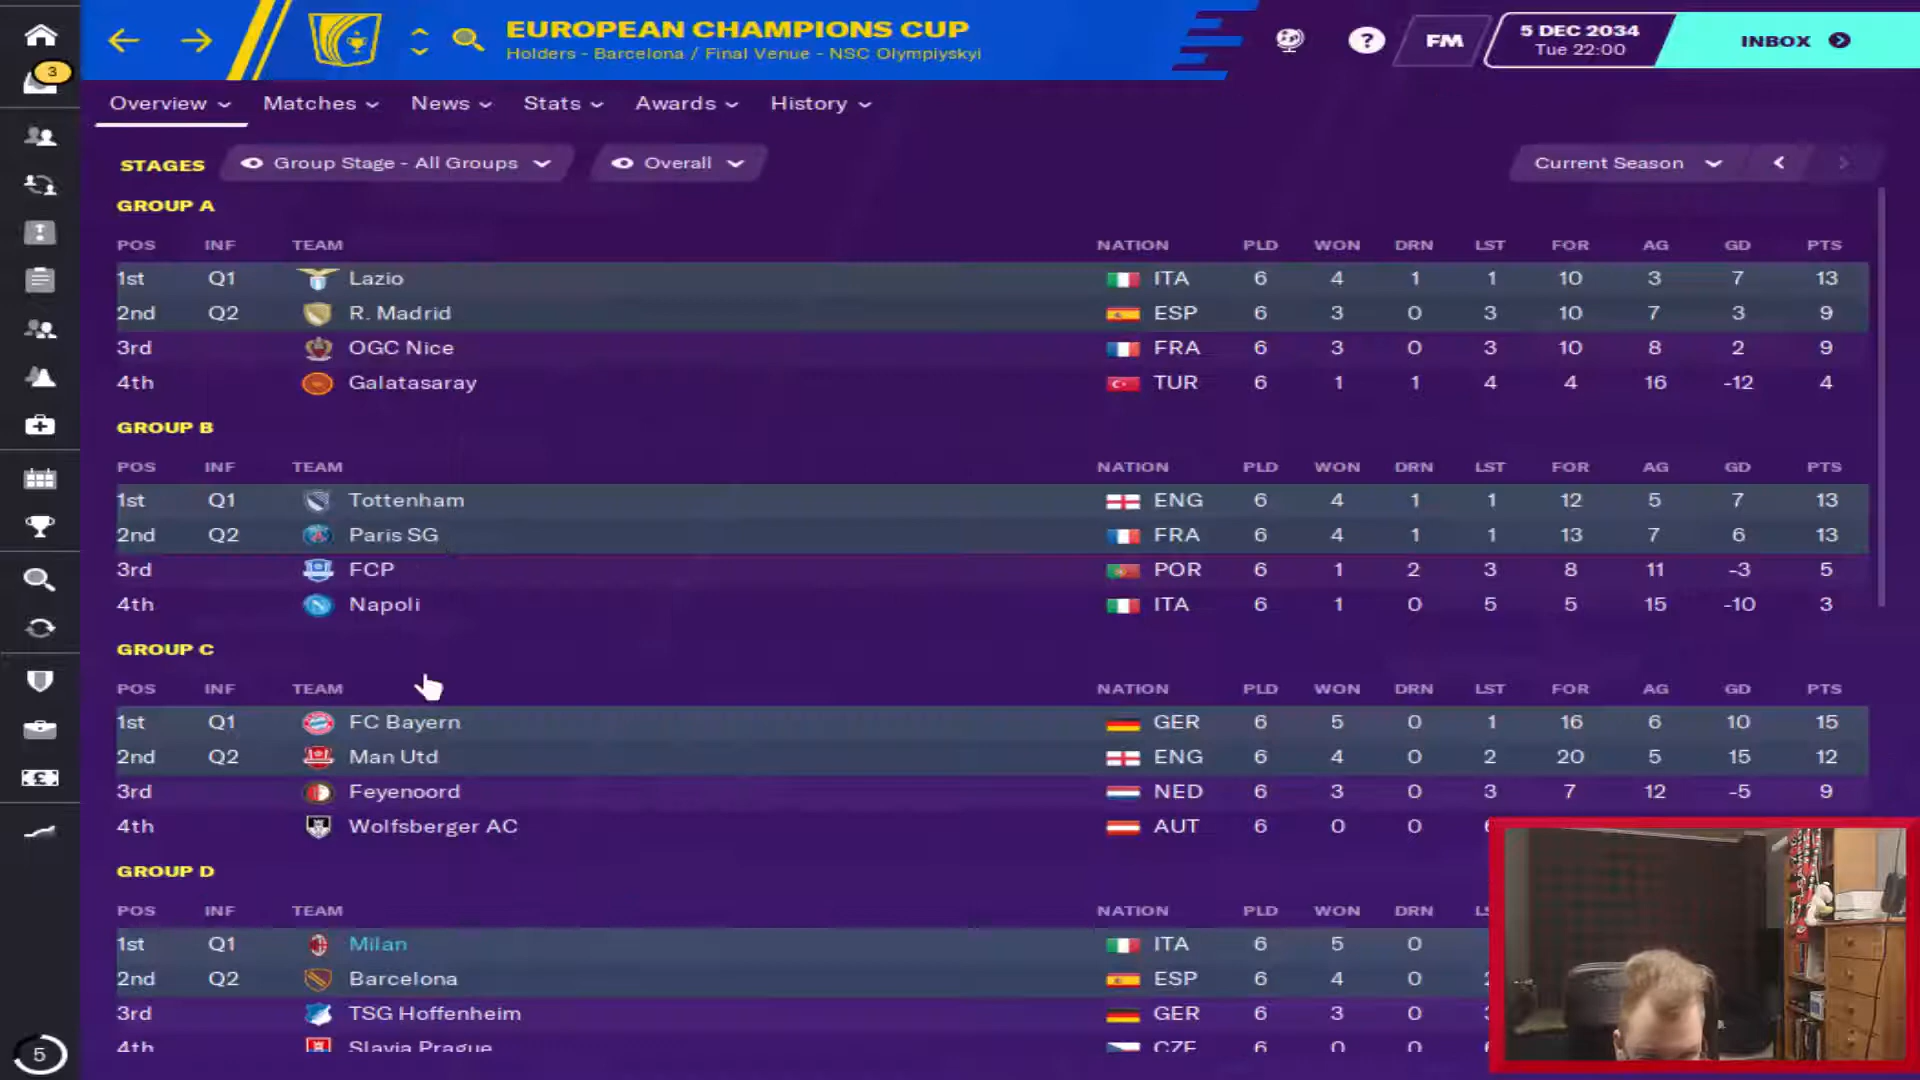 EUROPEAN CHAMPIONS CUP
Holders - Barcelona / Final Venue - NSC Olympiyskyi
FM
5 DEC 2034
Tue 22:00
INBOX
3
Overview Matches News Stats Awards History
STAGES Group Stage - All Groups Overall Current Season
GROUP A
POS INF TEAM NATION PLD WON DRN LST FOR AG GD PTS
1st Q1 Lazio ITA 6 4 1 1 10 3 7 13
2nd Q2 R. Madrid ESP 6 3 0 3 10 7 3 9
3rd OGC Nice FRA 6 3 0 3 10 8 2 9
4th Galatasaray TUR 6 1 1 4 4 16 -12 4
GROUP B
POS INF TEAM NATION PLD WON DRN LST FOR AG GD PTS
1st Q1 Tottenham ENG 6 4 1 1 12 5 7 13
2nd Q2 Paris SG FRA 6 4 1 1 13 7 6 13
3rd FCP POR 6 1 2 3 8 11 -3 5
4th Napoli ITA 6 1 0 5 5 15 -10 3
GROUP C
POS INF TEAM NATION PLD WON DRN LST FOR AG GD PTS
1st Q1 FC Bayern GER 6 5 0 1 16 6 10 15
2nd Q2 Man Utd ENG 6 4 0 2 20 5 15 12
3rd Feyenoord NED 6 3 0 3 7 12 -5 9
4th Wolfsberger AC AUT 6 0 0
GROUP D
POS INF TEAM NATION PLD WON DRN
1st Q1 Milan ITA 6 5 0
2nd Q2 Barcelona ESP 6 4 0
3rd TSG Hoffenheim GER 6 3 0
4th Slavia Prague CZE 6 0 0
5